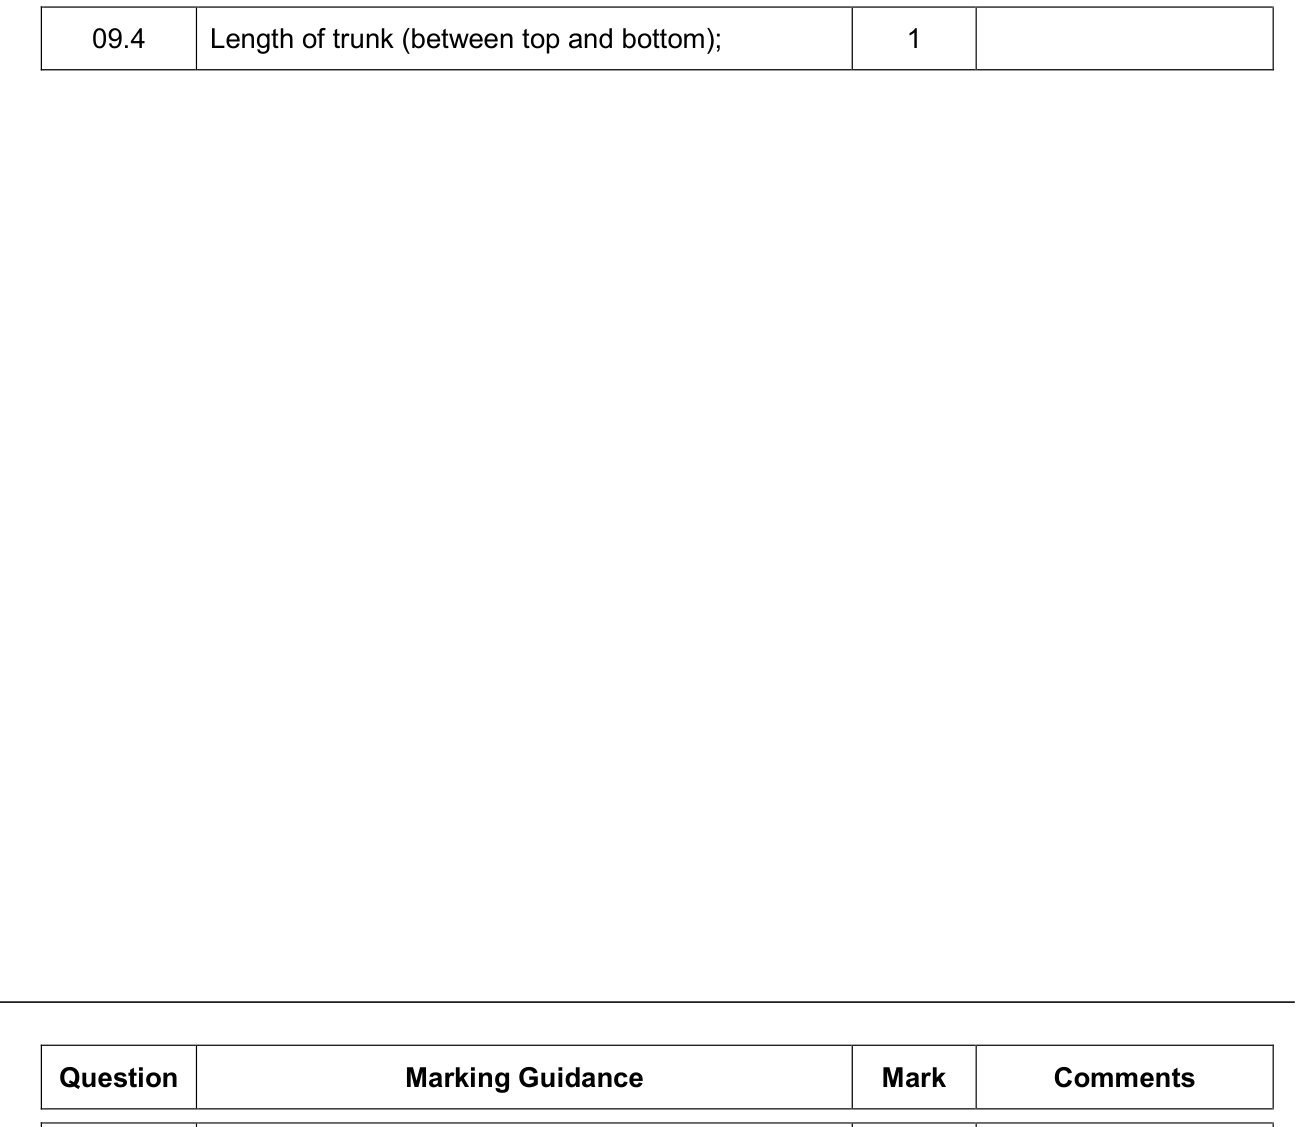 09.4 Length of trunk (between top and bottom); 1
Question Marking Guidance Mark Comments